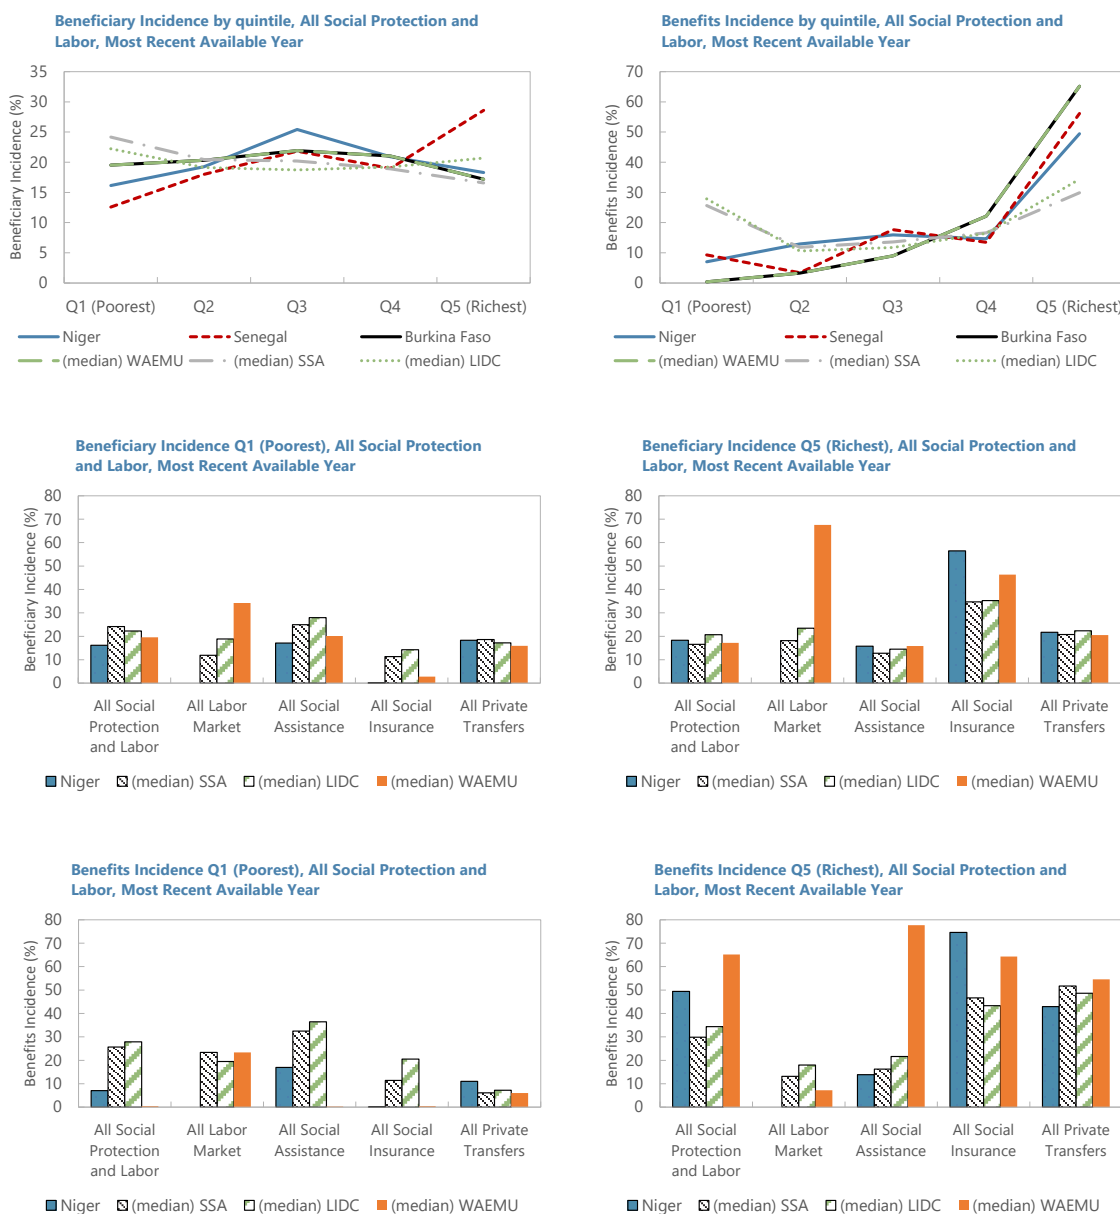 Beneficiary Incidence by quintile, All Social Protection and
Labor, Most Recent Available Year
Beneficiary Incidence (%)
35
30
25
20
15
10
5
0
Q1 (Poorest) Q2 Q3 Q4 Q5 (Richest)
Niger Senegal Burkina Faso
(median) WAEMU (median) SSA (median) LIDC
Benefits Incidence by quintile, All Social Protection and
Labor, Most Recent Available Year
Benefits Incidence (%)
70
60
50
40
30
20
10
0
Q1 (Poorest) Q2 Q3 Q4 Q5 (Richest)
Niger Senegal Burkina Faso
(median) WAEMU (median) SSA (median) LIDC
Beneficiary Incidence Q1 (Poorest), All Social Protection
and Labor, Most Recent Available Year
Beneficiary Incidence (%)
80
70
60
50
40
30
20
10
0
All Social All Labor All Social All Social All Private
Protection Market Assistance Insurance Transfers
and Labor
Niger (median) SSA (median) LIDC (median) WAEMU
Beneficiary Incidence Q5 (Richest), All Social Protection and
Labor, Most Recent Available Year
Beneficiary Incidence (%)
80
70
60
50
40
30
20
10
0
All Social All Labor All Social All Social All Private
Protection Market Assistance Insurance Transfers
and Labor
Niger (median) SSA (median) LIDC (median) WAEMU
Benefits Incidence Q1 (Poorest), All Social Protection and
Labor, Most Recent Available Year
Benefits Incidence (%)
80
70
60
50
40
30
20
10
0
All Social All Labor All Social All Social All Private
Protection Market Assistance Insurance Transfers
and Labor
Niger (median) SSA (median) LIDC (median) WAEMU
Benefits Incidence Q5 (Richest), All Social Protection and
Labor, Most Recent Available Year
Benefits Incidence (%)
80
70
60
50
40
30
20
10
0
All Social All Labor All Social All Social All Private
Protection Market Assistance Insurance Transfers
and Labor
Niger (median) SSA (median) LIDC (median) WAEMU